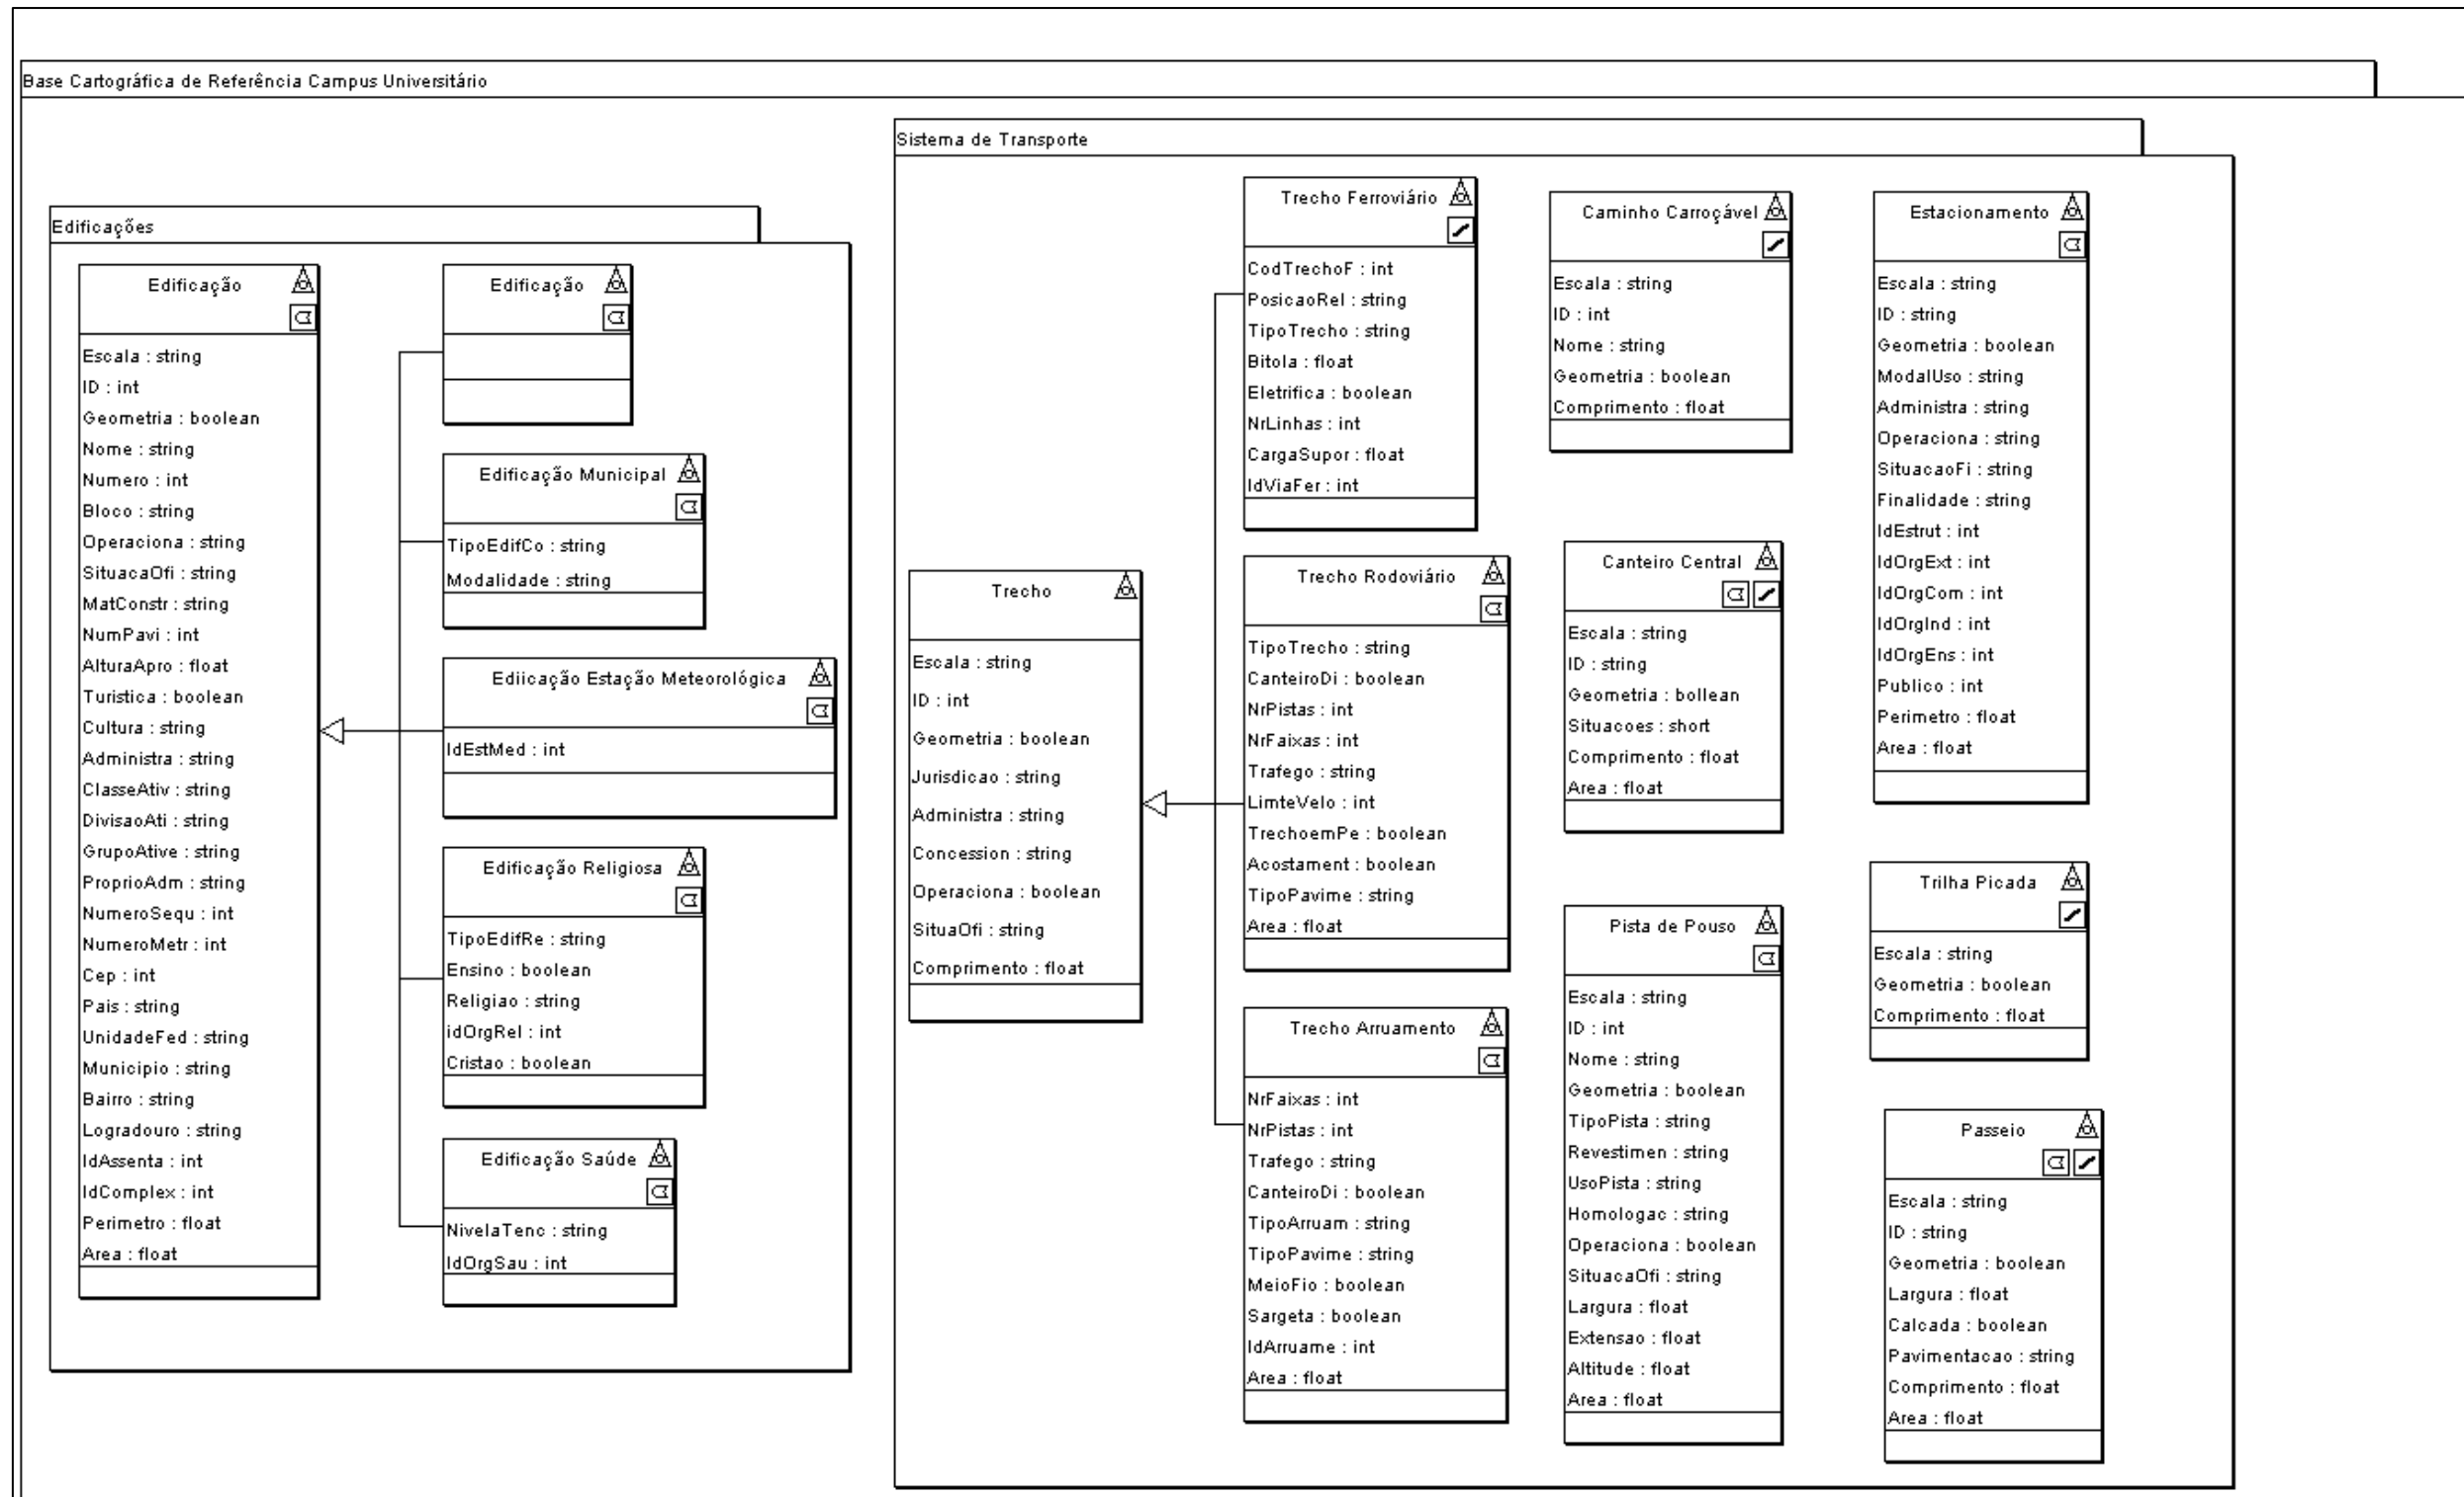 Base Cartográfica de Referência Campus Universitário
Edificações
Edificação
Escala : string
ID : int
Geometria : boolean
Nome : string
Numero : int
Bloco : string
Operaciona : string
SituacaOfi : string
MatConstr : string
NumPavi : int
AlturaApro : float
Turistica : boolean
Cultura : string
Administra : string
ClasseAtiv : string
DivisaoAti : string
GrupoAtive : string
ProprioAdm : string
NumeroSequ : int
NumeroMetr : int
Cep : int
Pais : string
UnidadeFed : string
Municipio : string
Bairro : string
Logradouro : string
IdAssenta : int
IdComplex : int
Perimetro : float
Area : float
Edificação
Edificação Municipal
TipoEdifCo : string
Modalidade : string
Ediicação Estação Meteorológica
IdEstMed : int
Edificação Religiosa
TipoEdifRe : string
Ensino : boolean
Religiao : string
idOrgRel : int
Cristao : boolean
Edificação Saúde
NivelaTenc : string
IdOrgSau : int
Sistema de Transporte
Trecho
Escala : string
ID : int
Geometria : boolean
Jurisdicao : string
Administra : string
Concession : string
Operaciona : boolean
SituaOfi : string
Comprimento : float
Trecho Ferroviário
CodTrechoF : int
PosicaoRel : string
TipoTrecho : string
Bitola : float
Eletrifica : boolean
NrLinhas : int
CargaSupor : float
IdViaFer : int
Trecho Rodoviário
TipoTrecho : string
CanteiroDi : boolean
NrPistas : int
NrFaixas : int
Trafego : string
LimteVelo : int
TrechoemPe : boolean
Acostament : boolean
TipoPavime : string
Area : float
Trecho Arruamento
NrFaixas : int
NrPistas : int
Trafego : string
CanteiroDi : boolean
TipoArruam : string
TipoPavime : string
MeioFio : boolean
Sargeta : boolean
IdArruame : int
Area : float
Caminho Carroçável
Escala : string
ID : int
Nome : string
Geometria : boolean
Comprimento : float
Canteiro Central
Escala : string
ID : string
Geometria : bollean
Situacoes : short
Comprimento : float
Area : float
Pista de Pouso
Escala : string
ID : int
Nome : string
Geometria : boolean
TipoPista : string
Revestimen : string
UsoPista : string
Homologac : string
Operaciona : boolean
SituacaOfi : string
Largura : float
Extensao : float
Altitude : float
Area : float
Estacionamento
Escala : string
ID : string
Geometria : boolean
ModalUso : string
Administra : string
Operaciona : string
SituacaoFi : string
Finalidade : string
IdEstrut : int
IdOrgExt : int
IdOrgCom : int
IdOrgInd : int
IdOrgEns : int
Publico : int
Perimetro : float
Area : float
Trilha Picada
Escala : string
Geometria : boolean
Comprimento : float
Passeio
Escala : string
ID : string
Geometria : boolean
Largura : float
Calcada : boolean
Pavimentacao : string
Comprimento : float
Area : float